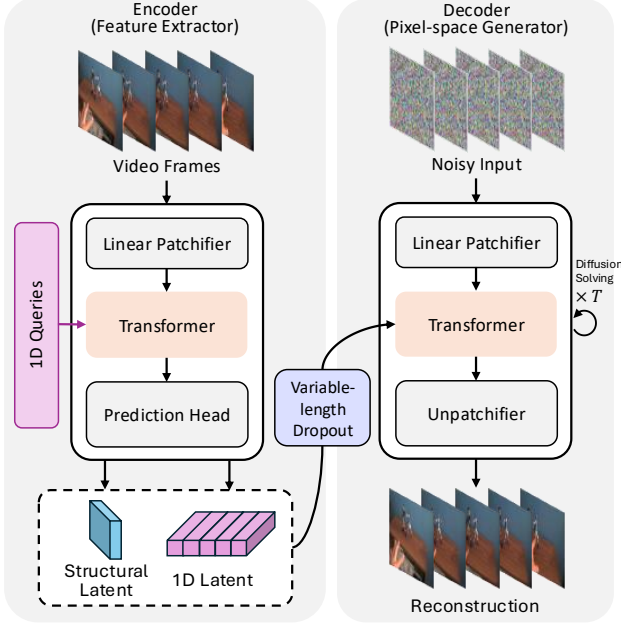 Encoder
(Feature Extractor)
Video Frames
Linear Patchifier
1D Queries
Transformer
Prediction Head
Structural
Latent
1D Latent
Variable-
length
Dropout
Decoder
(Pixel-space Generator)
Noisy Input
Linear Patchifier
Diffusion
Solving
× T
Transformer
Unpatchifier
Reconstruction